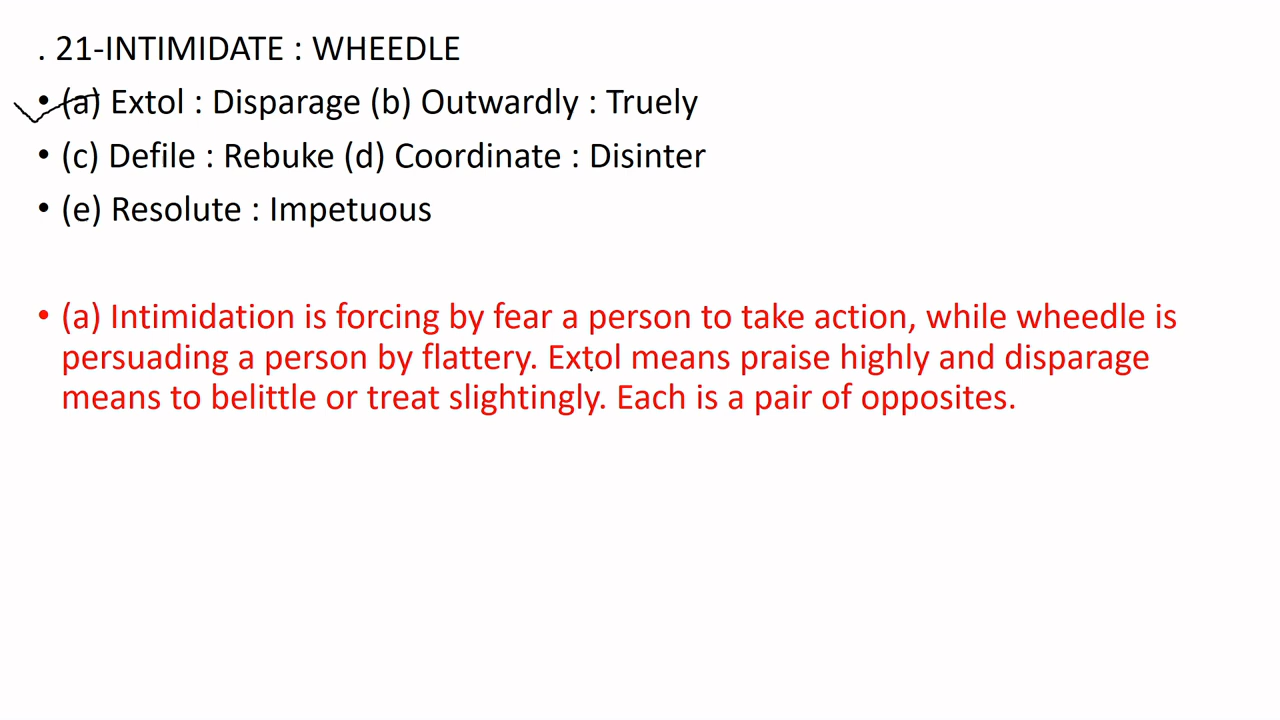 . 21-INTIMIDATE : WHEEDLE
• (a) Extol : Disparage (b) Outwardly : Truely
• (c) Defile : Rebuke (d) Coordinate : Disinter
• (e) Resolute : Impetuous
• (a) Intimidation is forcing by fear a person to take action, while wheedle is
persuading a person by flattery. Extol means praise highly and disparage
means to belittle or treat slightingly. Each is a pair of opposites.